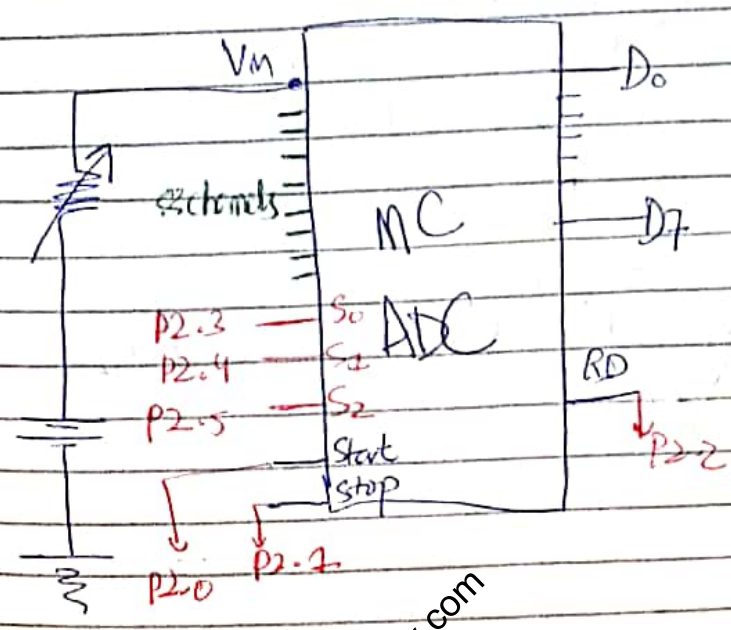 Vin
D0
channels
MC
D7
P2.3
S0
ADC
P2.4
S1
RD
P2.5
S2
P2.2
Start
Stop
P2.0
P2.1
.com